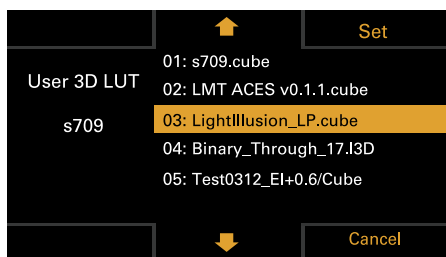 Set
User 3D LUT
s709
01: s709.cube
02: LMT ACES v0.1.1.cube
03: LightIllusion_LP.cube
04: Binary_Through_17.l3D
05: Test0312_EI+0.6/Cube
Cancel